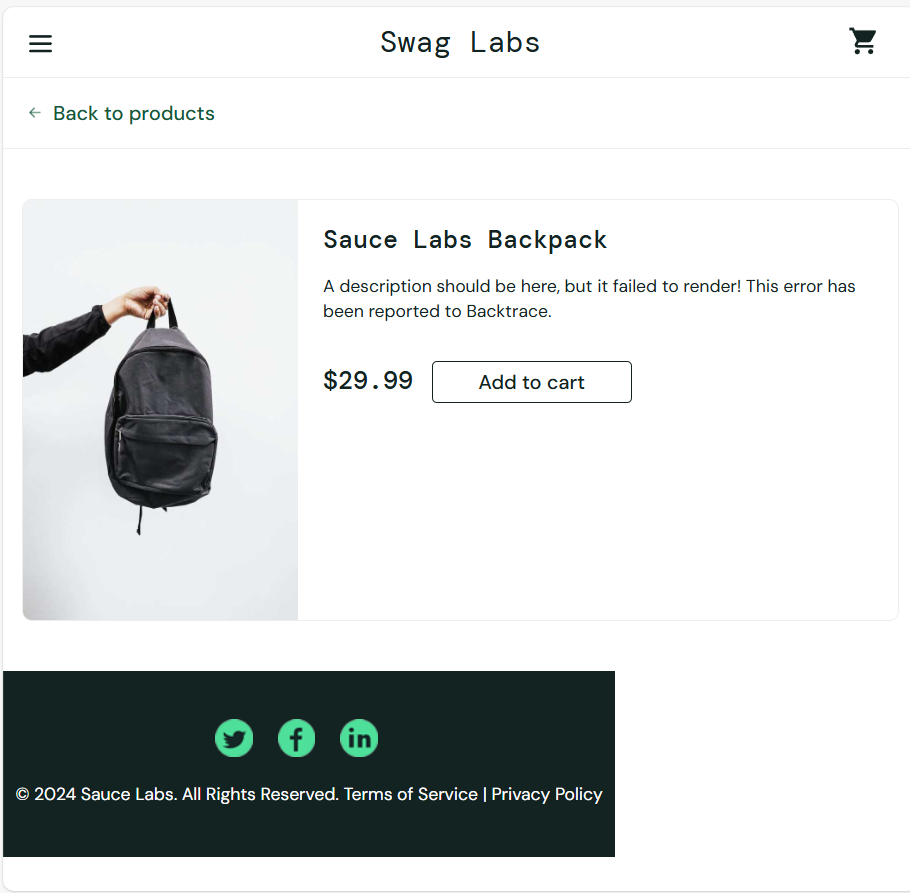 Swag Labs
Back to products
Sauce Labs Backpack
A description should be here, but it failed to render! This error has
been reported to Backtrace.
$29.99 Add to cart
© 2024 Sauce Labs. All Rights Reserved. Terms of Service | Privacy Policy